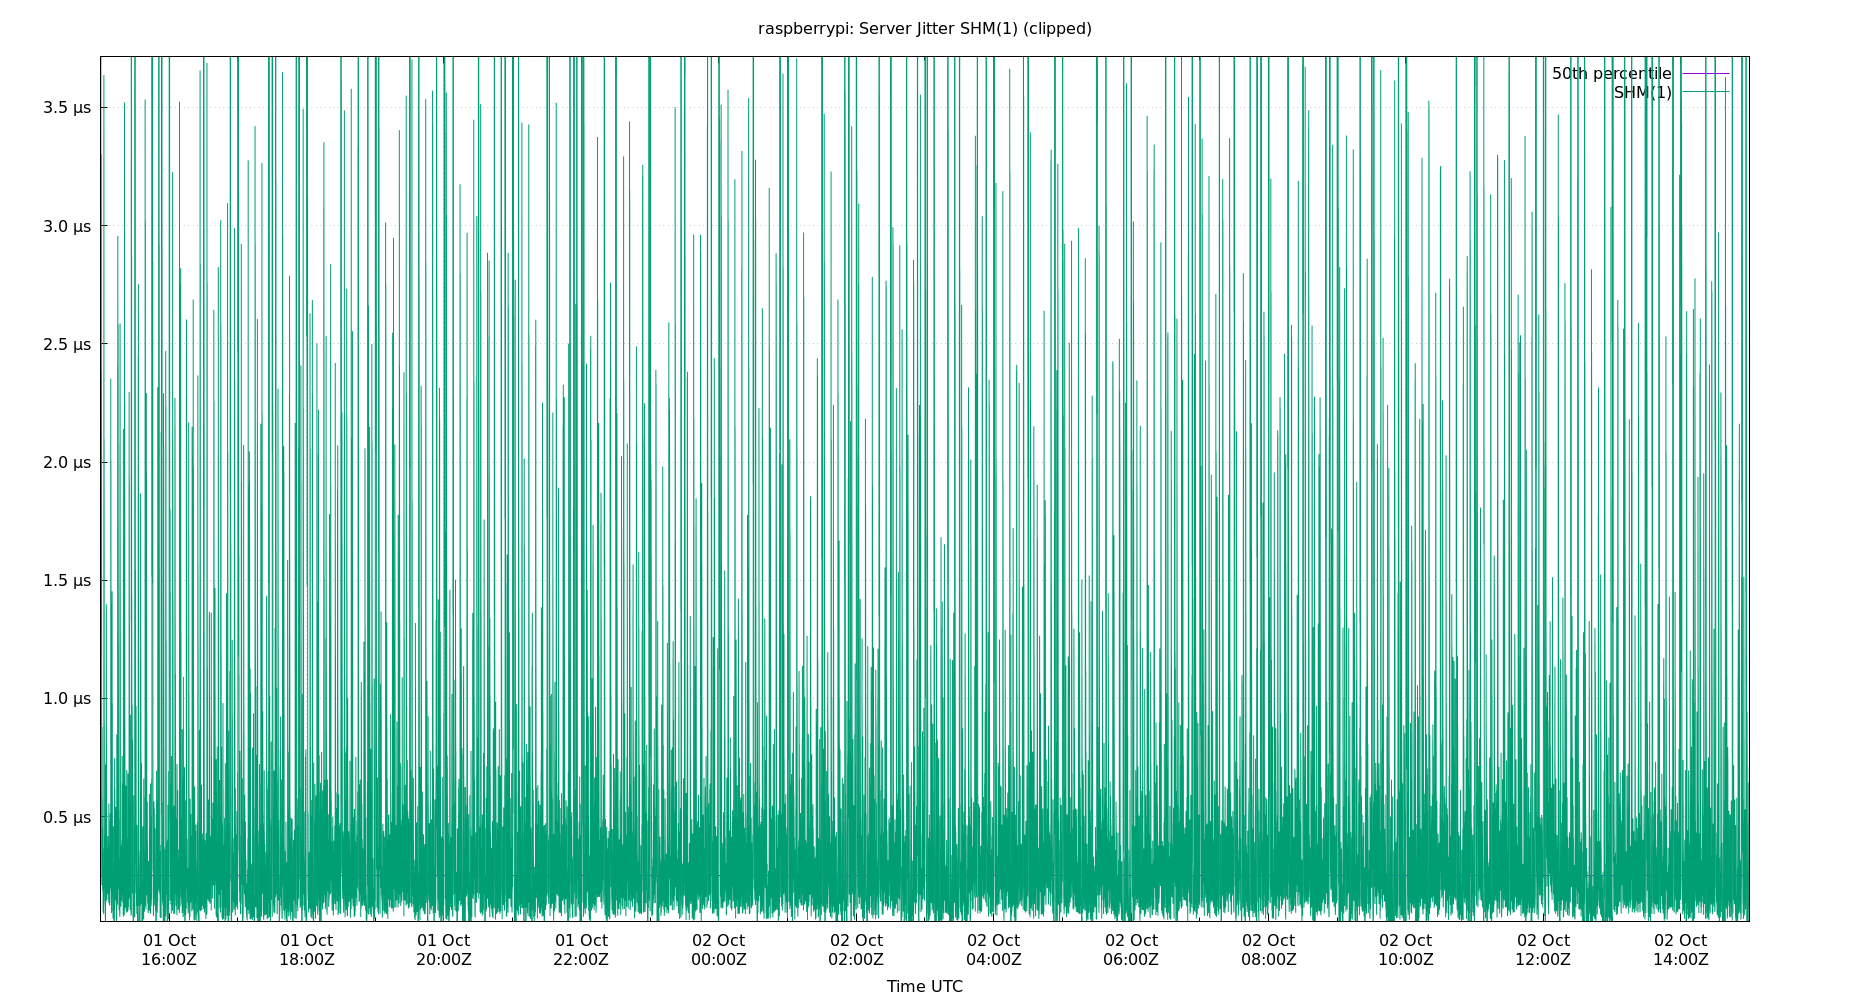 raspberrypi: Server Jitter SHM(1) (clipped)
50th percentile
SHM(1)
3.5 µs
3.0 µs
2.5 µs
2.0 µs
1.5 µs
1.0 µs
0.5 µs
01 Oct 01 Oct 01 Oct 01 Oct 02 Oct 02 Oct 02 Oct 02 Oct 02 Oct 02 Oct 02 Oct 02 Oct
16:00Z 18:00Z 20:00Z 22:00Z 00:00Z 02:00Z 04:00Z 06:00Z 08:00Z 10:00Z 12:00Z 14:00Z
Time UTC